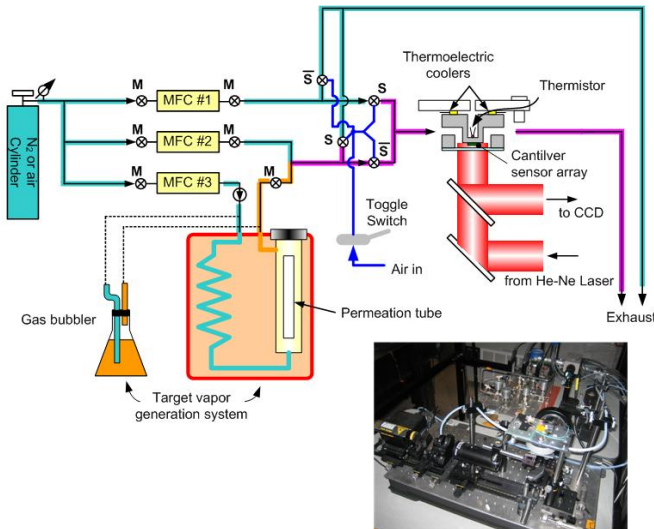 S̅
Thermoelectric
coolers
Thermistor
M
MFC #1
M
S
N₂ or air
Cylinder
M
MFC #2
M
S
S̅
Cantilver
sensor array
M
MFC #3
M
Toggle
Switch
to CCD
Air in
from He-Ne Laser
Gas bubbler
Permeation tube
Exhaust
Target vapor
generation system